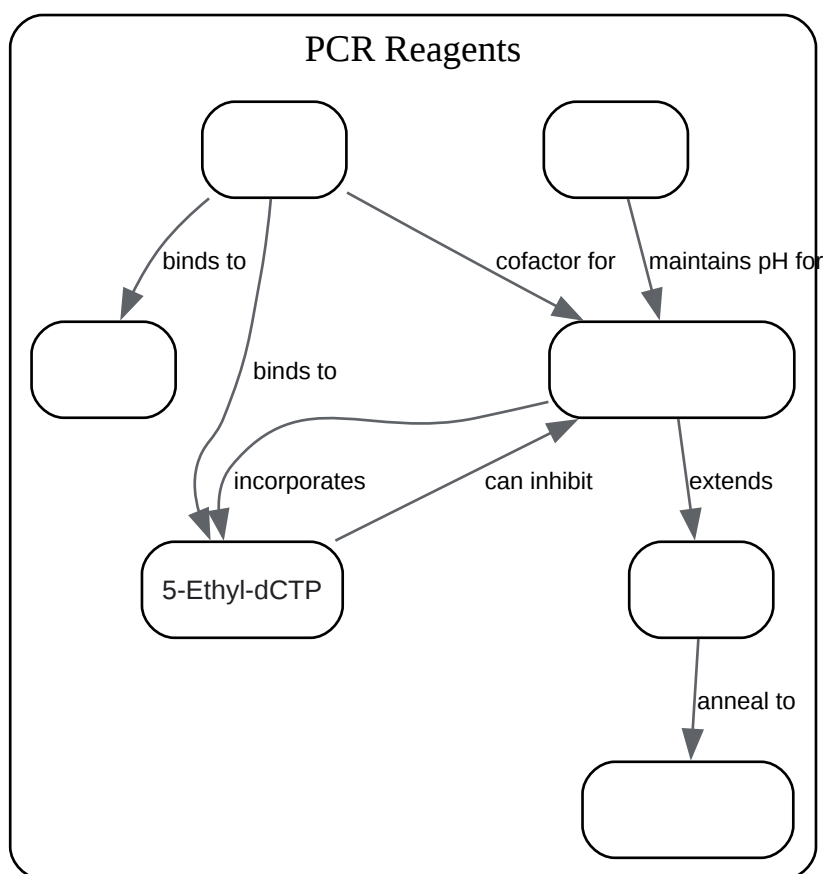 PCR Reagents
binds to
cofactor for
maintains pH for
binds to
incorporates
can inhibit
extends
5-Ethyl-dCTP
anneal to